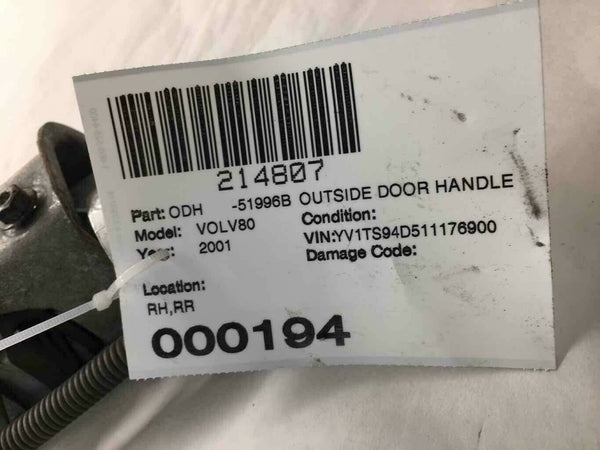 214807
Part: ODH -51996B OUTSIDE DOOR HANDLE
Model: VOLV80 Condition:
Year: 2001 VIN:YV1TS94D511176900
Damage Code:
Location:
RH,RR
000194